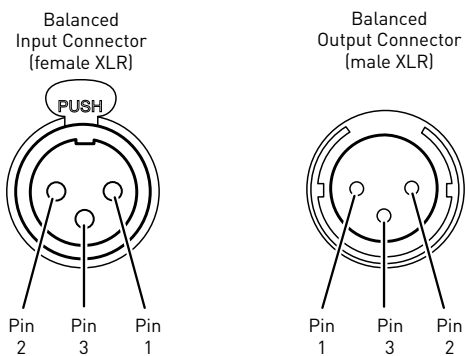 Balanced
Input Connector
(female XLR)
Balanced
Output Connector
(male XLR)
PUSH
Pin
2
Pin
3
Pin
1
Pin
1
Pin
3
Pin
2